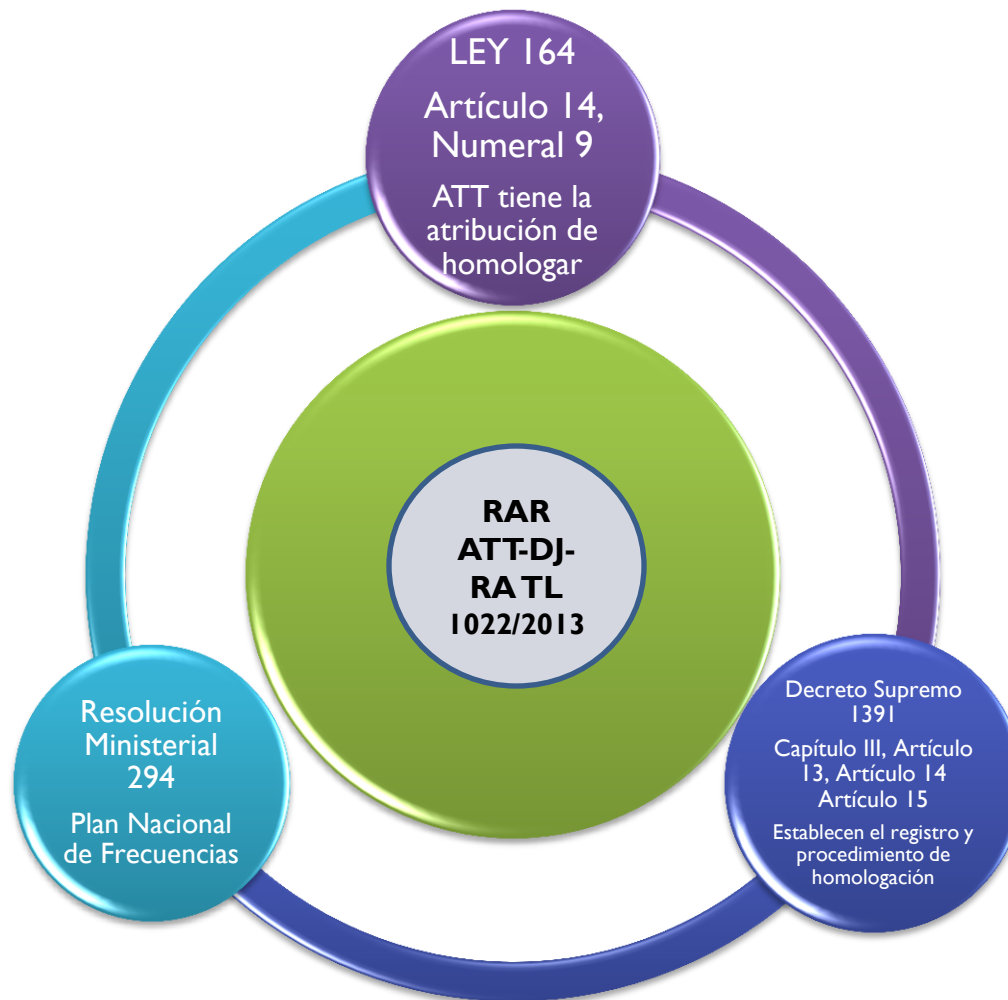 LEY 164
Artículo 14,
Numeral 9
ATT tiene la
atribución de
homologar
RAR
ATT-DJ-
RA TL
1022/2013
Resolución
Ministerial
294
Plan Nacional
de Frecuencias
Decreto Supremo
1391
Capítulo III, Artículo
13, Artículo 14
Artículo 15
Establecen el registro y
procedimiento de
homologación